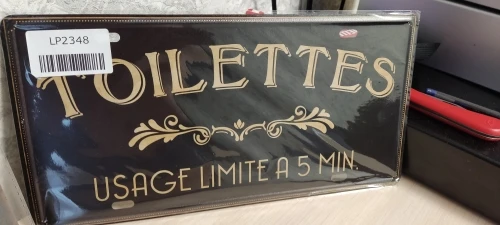 LP2348
TOILETTES
USAGE LIMITE A 5 MIN.